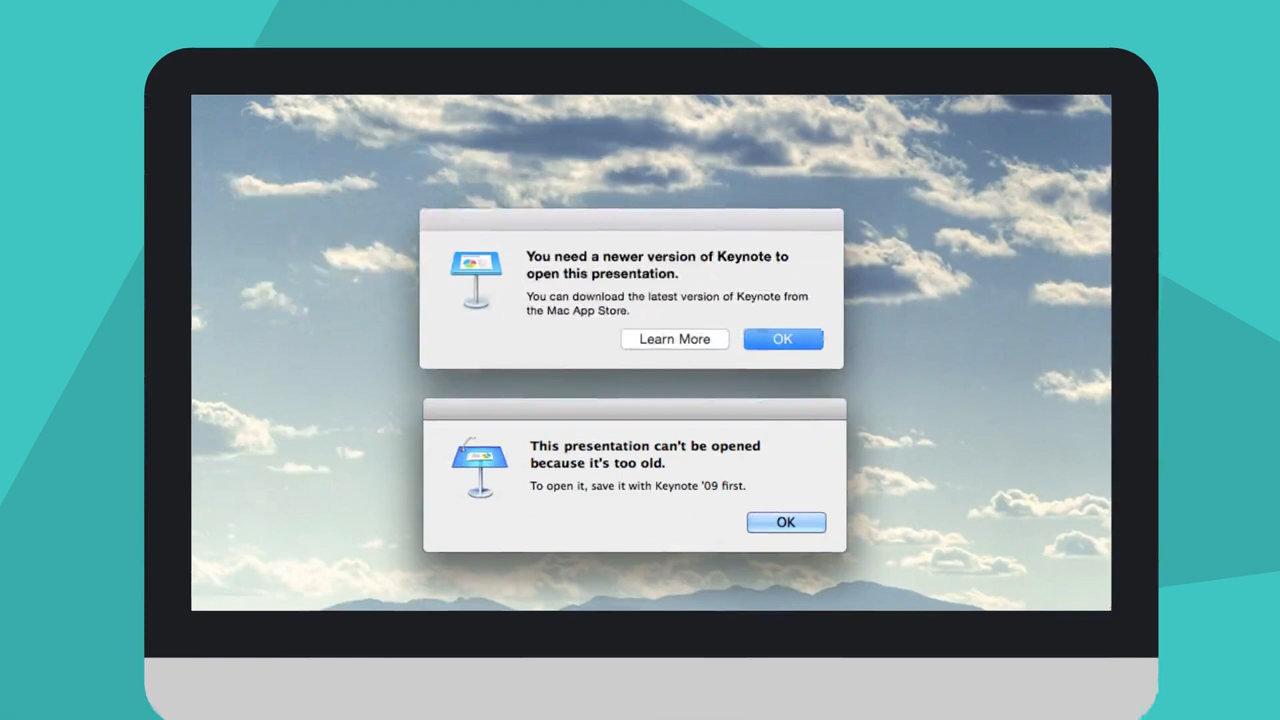 You need a newer version of Keynote to
open this presentation.
You can download the latest version of Keynote from
the Mac App Store.
Learn More
OK
This presentation can't be opened
because it's too old.
To open it, save it with Keynote '09 first.
OK